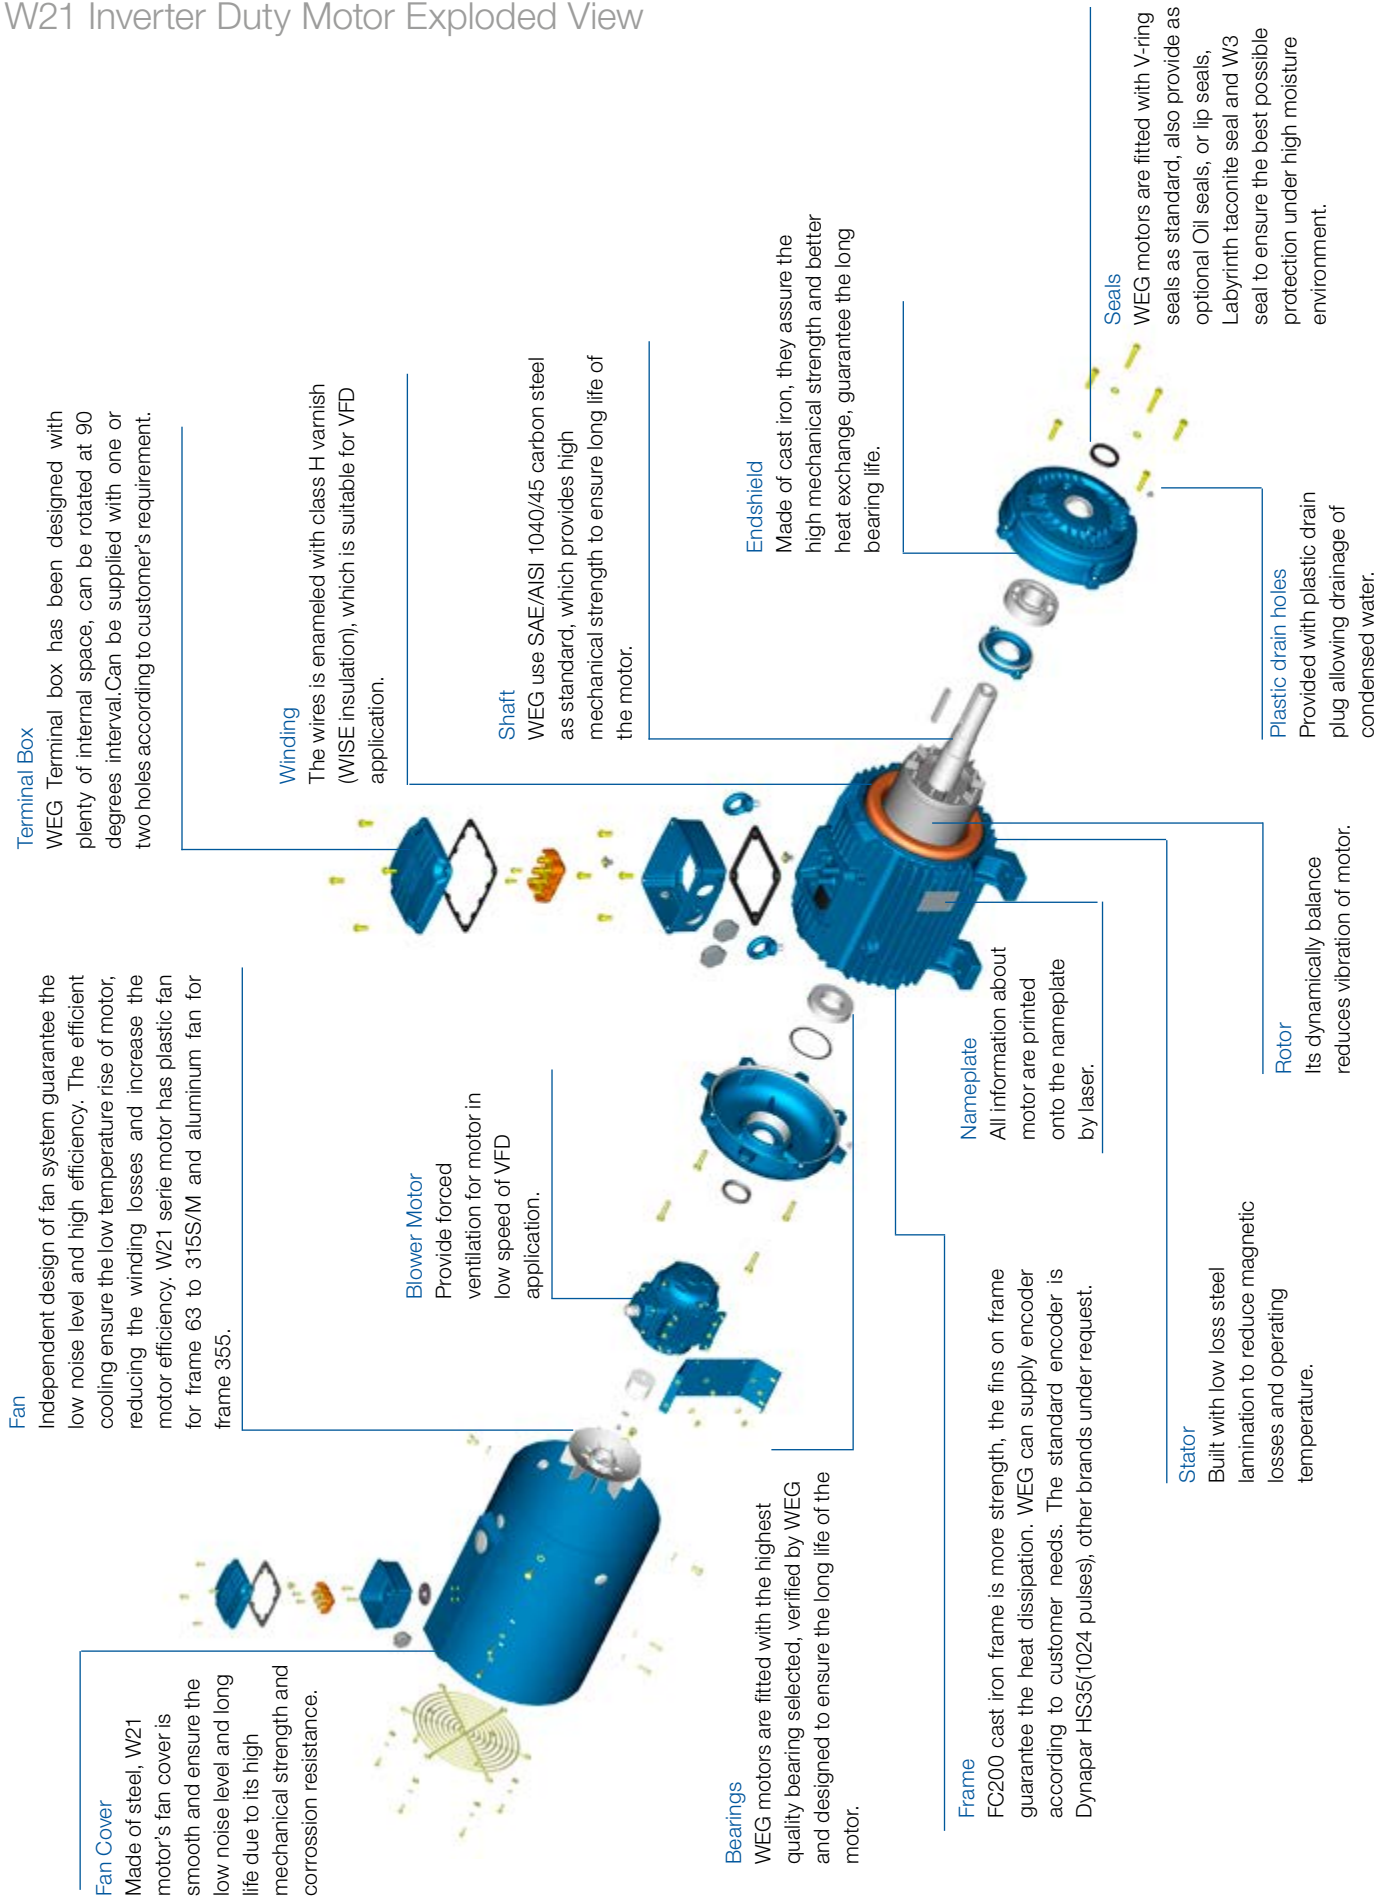 W21 Inverter Duty Motor Exploded View
Fan Cover
Made of steel, W21
motor's fan cover is
smooth and ensure the
low noise level and long
life due to its high
mechanical strength and
corrossion resistance.
Fan
Independent design of fan system guarantee the
low noise level and high efficiency. The efficient
cooling ensure the low temperature rise of motor,
reducing the winding losses and increase the
motor efficiency. W21 serie motor has plastic fan
for frame 63 to 315S/M and aluminum fan for
frame 355.
Terminal Box
WEG Terminal box has been designed with
plenty of internal space, can be rotated at 90
degrees interval.Can be supplied with one or
two holes according to customer's requirement.
Winding
The wires is enameled with class H varnish
(WISE insulation), which is suitable for VFD
application.
Blower Motor
Provide forced
ventilation for motor in
low speed of VFD
application.
Shaft
WEG use SAE/AISI 1040/45 carbon steel
as standard, which provides high
mechanical strength to ensure long life of
the motor.
Endshield
Made of cast iron, they assure the
high mechanical strength and better
heat exchange, guarantee the long
bearing life.
Seals
WEG motors are fitted with V-ring
seals as standard, also provide as
optional Oil seals, or lip seals,
Labyrinth taconite seal and W3
seal to ensure the best possible
protection under high moisture
environment.
Bearings
WEG motors are fitted with the highest
quality bearing selected, verified by WEG
and designed to ensure the long life of the
motor.
Frame
FC200 cast iron frame is more strength, the fins on frame
guarantee the heat dissipation. WEG can supply encoder
according to customer needs. The standard encoder is
Dynapar HS35(1024 pulses), other brands under request.
Nameplate
All information about
motor are printed
onto the nameplate
by laser.
Stator
Built with low loss steel
lamination to reduce magnetic
losses and operating
temperature.
Rotor
Its dynamically balance
reduces vibration of motor.
Plastic drain holes
Provided with plastic drain
plug allowing drainage of
condensed water.